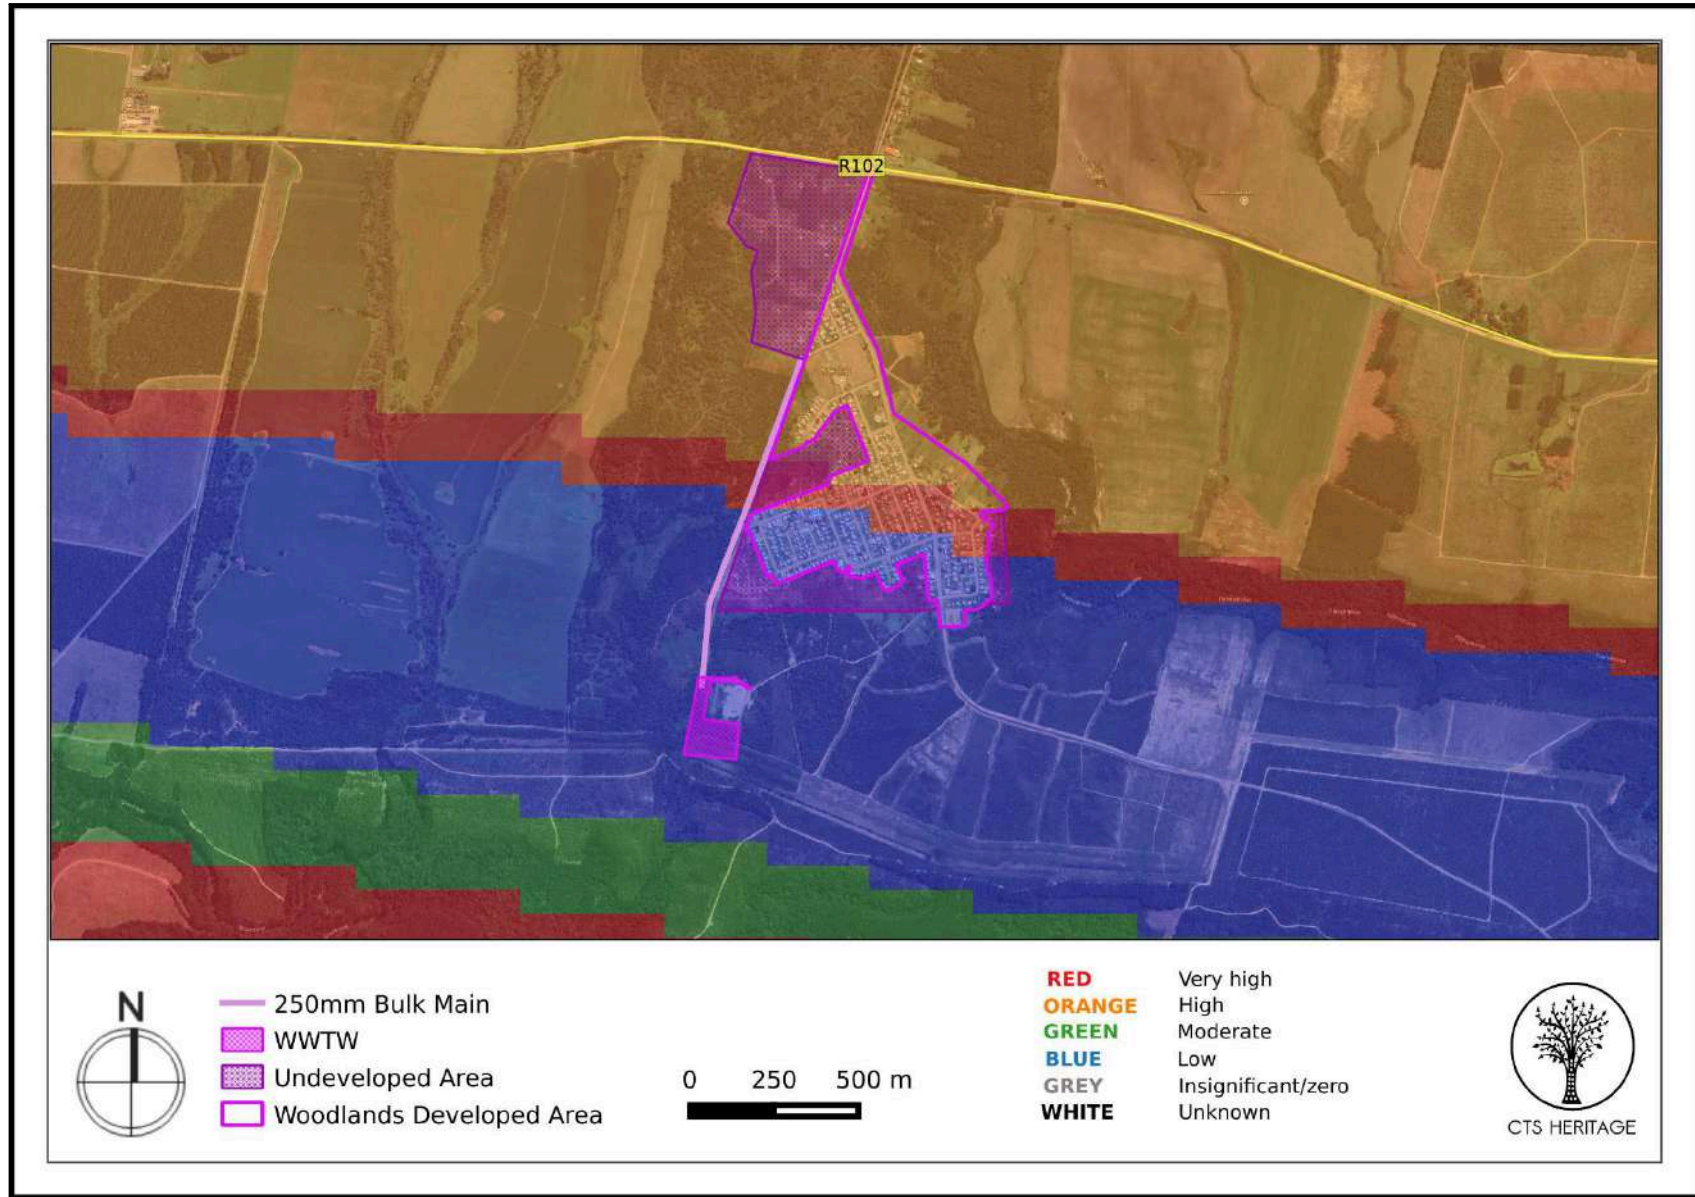 R102
N
250mm Bulk Main
WWTW
Undeveloped Area
Woodlands Developed Area
0 250 500 m
RED Very high
ORANGE High
GREEN Moderate
BLUE Low
GREY Insignificant/zero
WHITE Unknown
CTS HERITAGE